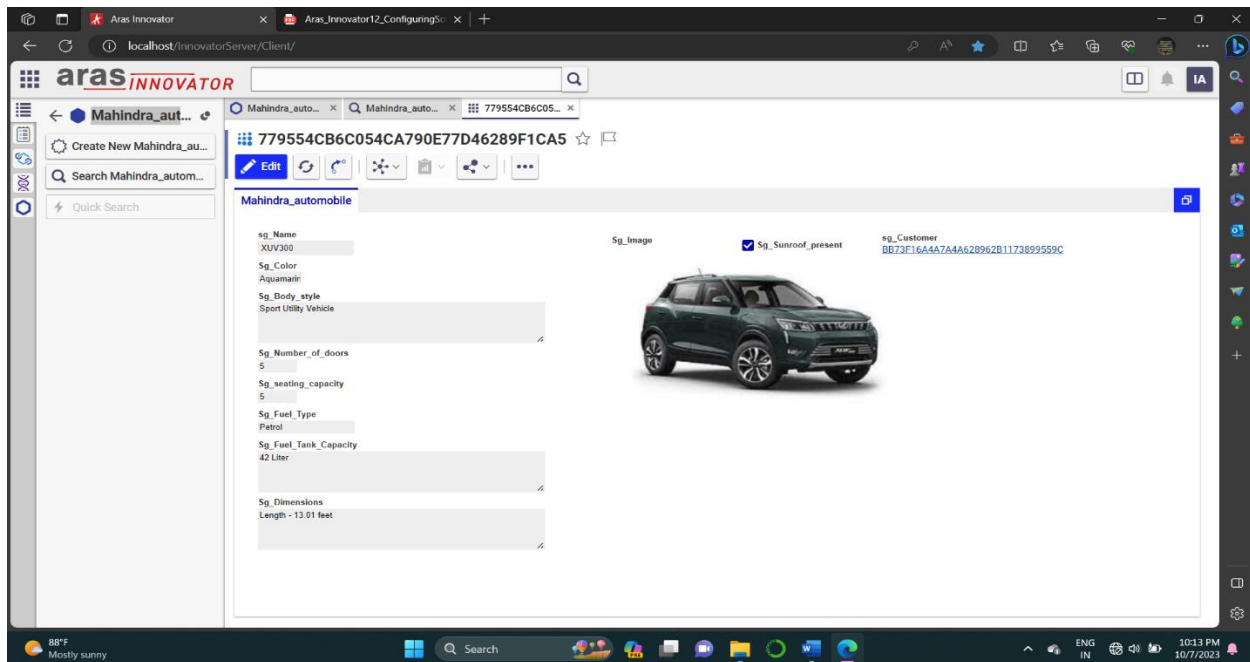 Aras Innovator
Aras_Innovator12_ConfiguringSo
localhost/InnovatorServer/Client/
aras INNOVATOR
IA
Mahindra_aut...
Create New Mahindra_au...
Search Mahindra_autom...
Quick Search
Mahindra_auto...
Mahindra_auto...
779554CB6C05...
779554CB6C054CA790E77D46289F1CA5
Edit
Mahindra_automobile
sg_Name
XUV300
Sg_Color
Aquamarin
Sg_Body_style
Sport Utility Vehicle
Sg_Number_of_doors
5
Sg_seating_capacity
5
Sg_Fuel_Type
Petrol
Sg_Fuel_Tank_Capacity
42 Liter
Sg_Dimensions
Length - 13.01 feet
Sg_Image
Sg_Sunroof_present
sg_Customer
BB73F16A4A7A4A628962B1173899559C
88°F
Mostly sunny
Search
ENG
IN
10:13 PM
10/7/2023